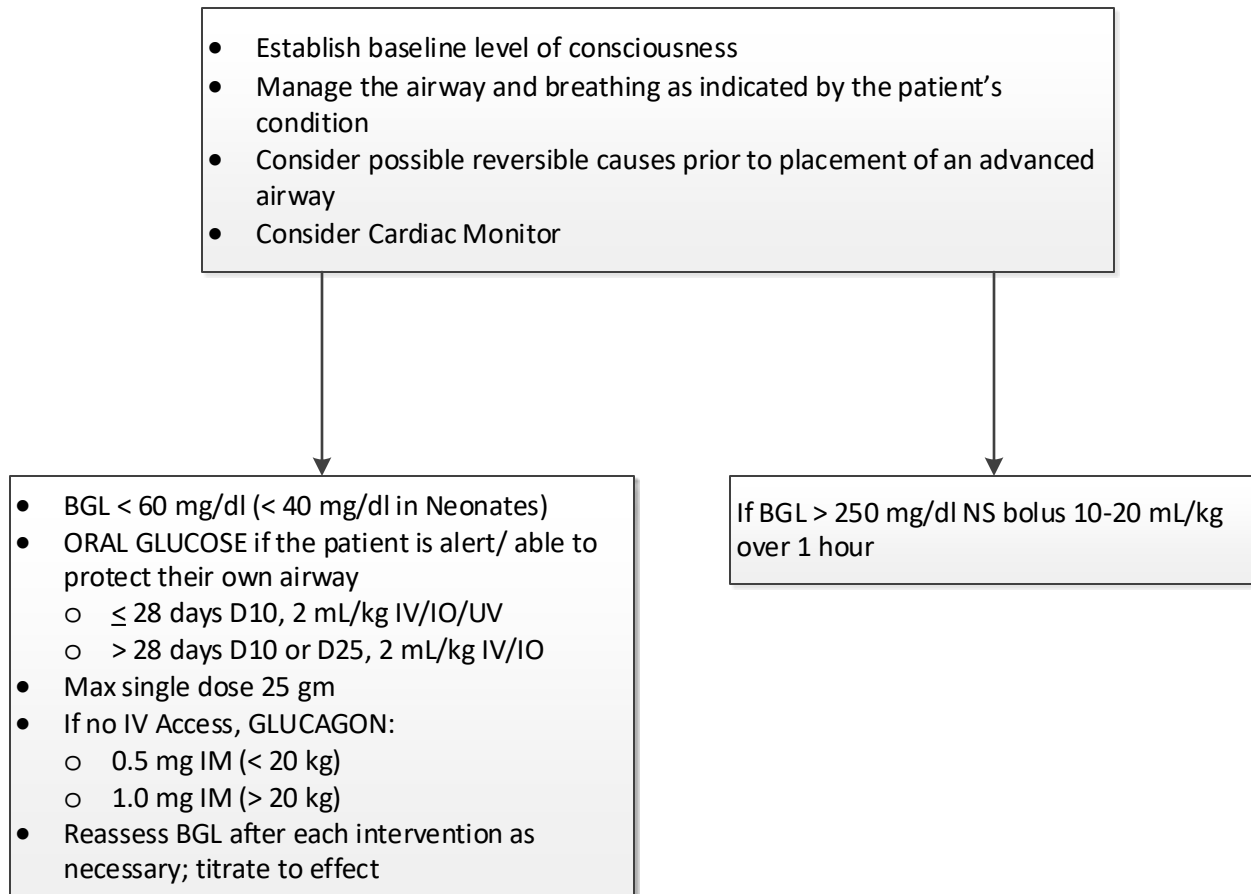 • Establish baseline level of consciousness
• Manage the airway and breathing as indicated by the patient’s
condition
• Consider possible reversible causes prior to placement of an advanced
airway
• Consider Cardiac Monitor
• BGL < 60 mg/dl (< 40 mg/dl in Neonates)
• ORAL GLUCOSE if the patient is alert/ able to
protect their own airway
o ≤ 28 days D10, 2 mL/kg IV/IO/UV
o > 28 days D10 or D25, 2 mL/kg IV/IO
• Max single dose 25 gm
• If no IV Access, GLUCAGON:
o 0.5 mg IM (< 20 kg)
o 1.0 mg IM (> 20 kg)
• Reassess BGL after each intervention as
necessary; titrate to effect
If BGL > 250 mg/dl NS bolus 10-20 mL/kg
over 1 hour